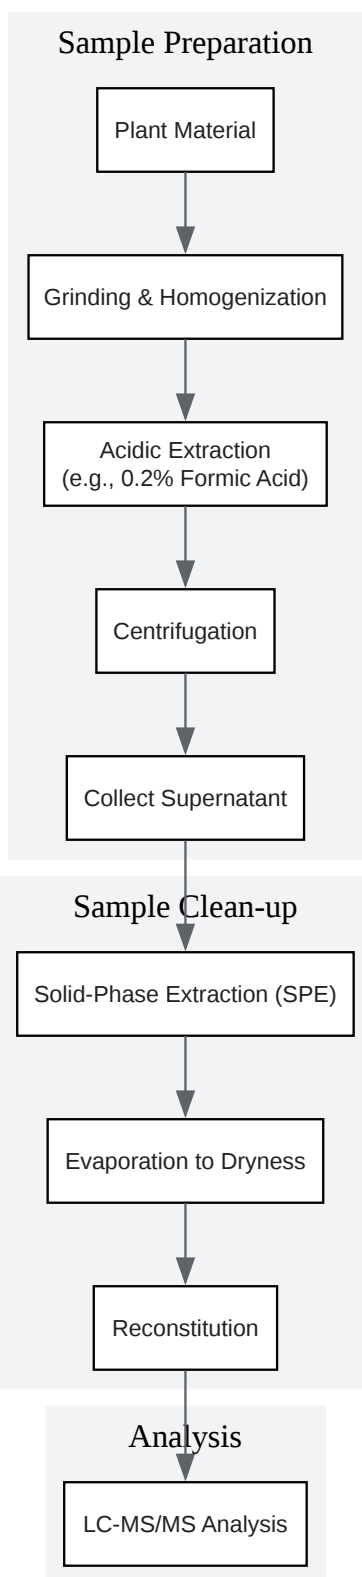 Sample Preparation
Plant Material
Grinding & Homogenization
Acidic Extraction
(e.g., 0.2% Formic Acid)
Centrifugation
Collect Supernatant
Sample Clean-up
Solid-Phase Extraction (SPE)
Evaporation to Dryness
Reconstitution
Analysis
LC-MS/MS Analysis